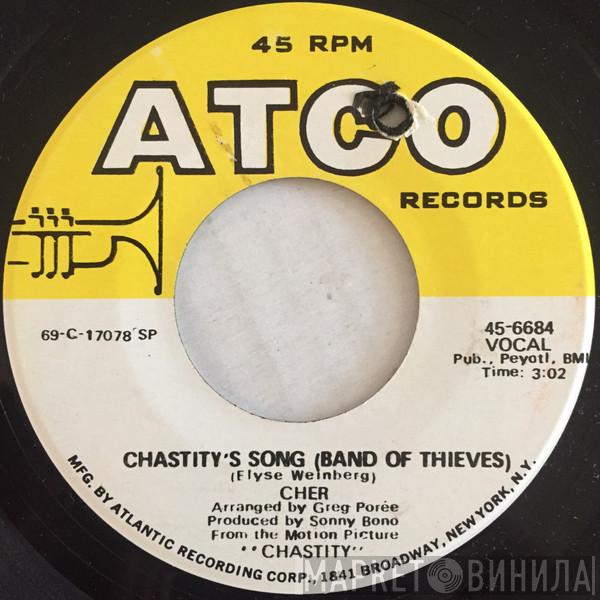 45 RPM
ATCO
RECORDS
69-C-17078 SP
45-6684
VOCAL
Pub., Peyotl, BMI
Time: 3:02
CHASTITY'S SONG (BAND OF THIEVES)
(Elyse Weinberg)
CHER
Arranged by Greg Porée
Produced by Sonny Bono
From the Motion Picture
"CHASTITY"
MFG. BY ATLANTIC RECORDING CORP., 1841 BROADWAY, NEW YORK, N.Y.
МАРКЕТ ВИНИЛА